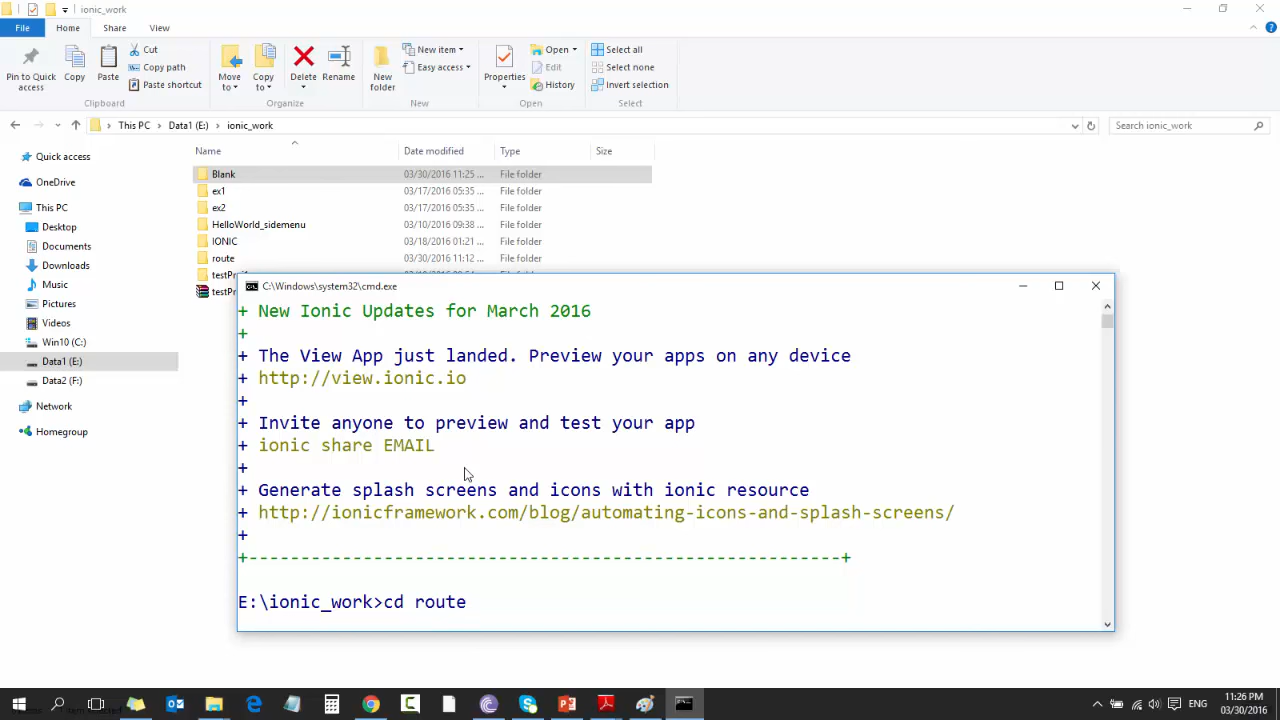 ionic_work
File Home Share View
Pin to Quick access
Copy
Paste
Cut
Copy path
Paste shortcut
Clipboard
Move to
Copy to
Delete
Rename
Organize
New folder
New item
Easy access
New
Properties
Open
Edit
History
Open
Select all
Select none
Invert selection
Select
This PC Data1 (E:) ionic_work
Search ionic_work
Quick access
OneDrive
This PC
Desktop
Documents
Downloads
Music
Pictures
Videos
Win10 (C:)
Data1 (E:)
Data2 (F:)
Network
Homegroup
Name Date modified Type Size
Blank 03/30/2016 11:25 ... File folder
ex1 03/17/2016 05:35 ... File folder
ex2 03/17/2016 05:35 ... File folder
HelloWorld_sidemenu 03/10/2016 09:38 ... File folder
IONIC 03/18/2016 01:21 ... File folder
route 03/30/2016 11:12 ... File folder
C:\Windows\system32\cmd.exe
+ New Ionic Updates for March 2016
+
+ The View App just landed. Preview your apps on any device
+ http://view.ionic.io
+
+ Invite anyone to preview and test your app
+ ionic share EMAIL
+
+ Generate splash screens and icons with ionic resource
+ http://ionicframework.com/blog/automating-icons-and-splash-screens/
+
+---------------------------------------------------------+
E:\ionic_work>cd route
ENG
11:26 PM
03/30/2016